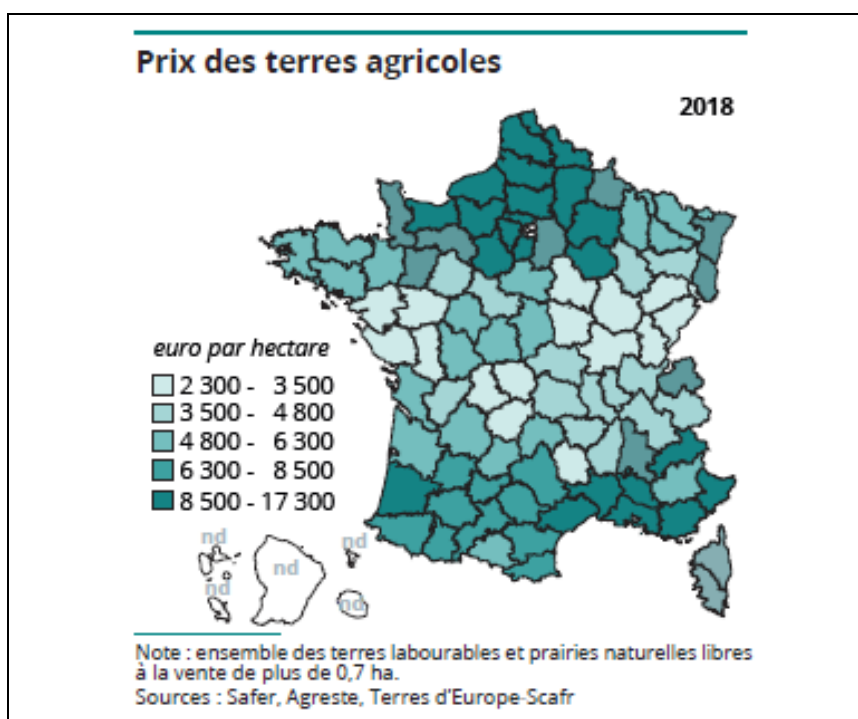 Prix des terres agricoles
2018
euro par hectare
2 300 - 3 500
3 500 - 4 800
4 800 - 6 300
6 300 - 8 500
8 500 - 17 300
nd
nd
nd
nd
nd
Note : ensemble des terres labourables et prairies naturelles libres
à la vente de plus de 0,7 ha.
Sources : Safer, Agreste, Terres d'Europe-Scafr